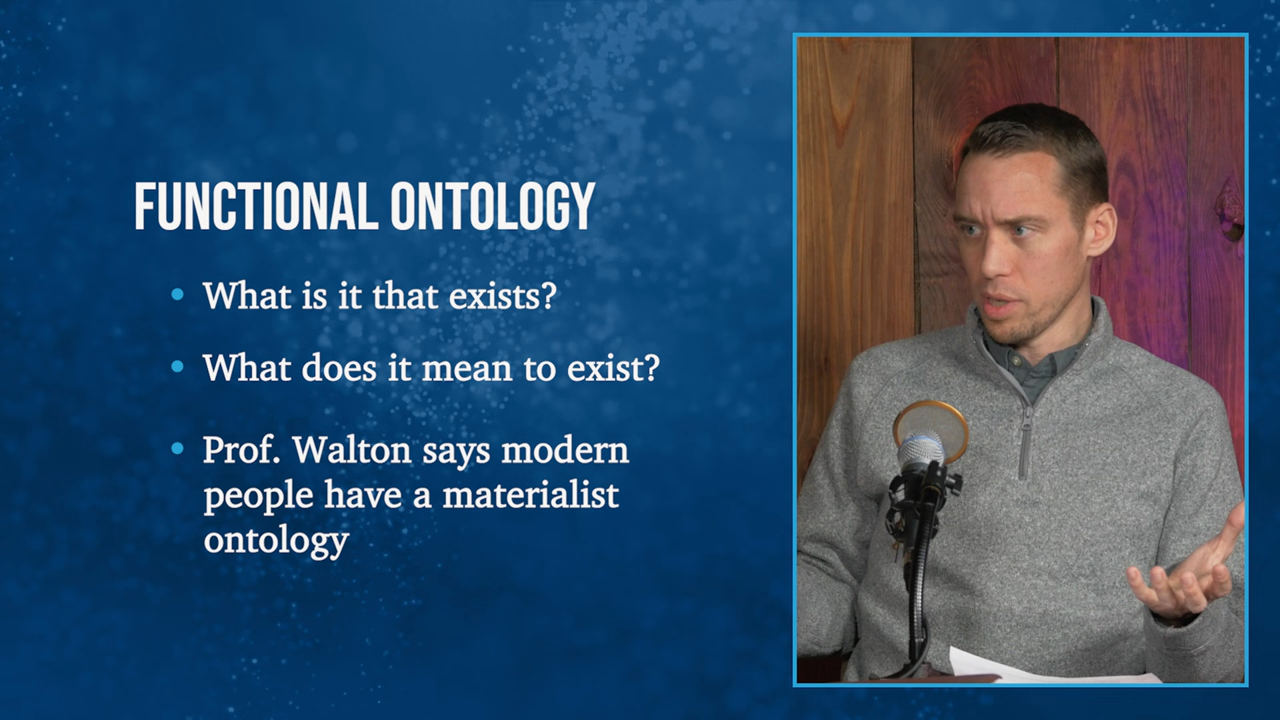 FUNCTIONAL ONTOLOGY
What is it that exists?
What does it mean to exist?
Prof. Walton says modern
people have a materialist
ontology